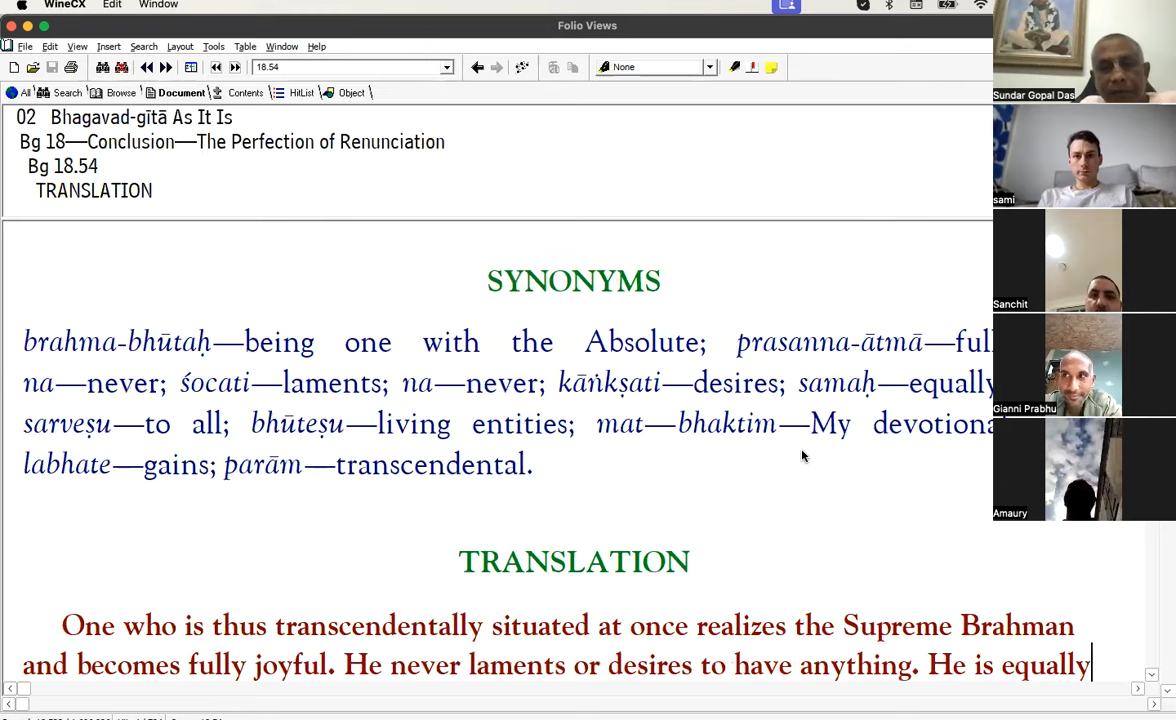 WineCX Edit Window
Folio Views
File Edit View Insert Search Layout Tools Table Window Help
18.54
None
All Search Browse Document Contents HitList Object
02 Bhagavad-gītā As It Is
Bg 18—Conclusion—The Perfection of Renunciation
Bg 18.54
TRANSLATION
SYNONYMS
brahma-bhūtaḥ—being one with the Absolute; prasanna-ātmā—full
na—never; śocati—laments; na—never; kāṅkṣati—desires; samaḥ—equally
sarveṣu—to all; bhūteṣu—living entities; mat—bhaktim—My devotiona
labhate—gains; parām—transcendental.
TRANSLATION
One who is thus transcendentally situated at once realizes the Supreme Brahman
and becomes fully joyful. He never laments or desires to have anything. He is equally
Sundar Gopal Das
sami
Sanchit
Gianni Prabhu
Amaury